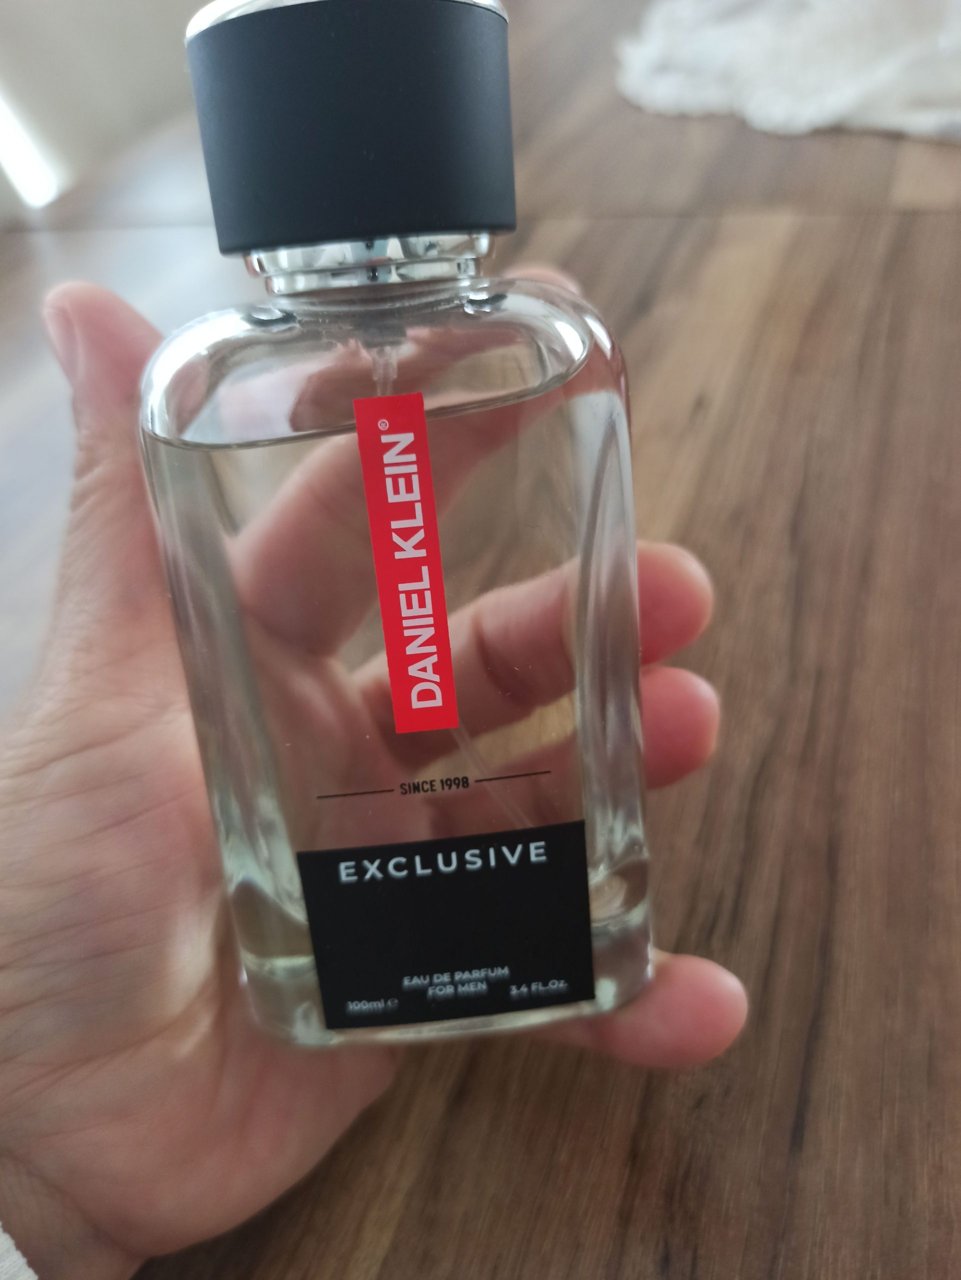 DANIEL KLEIN®
SINCE 1998
EXCLUSIVE
EAU DE PARFUM
FOR MEN
100ml e 3.4 FL.Oz.